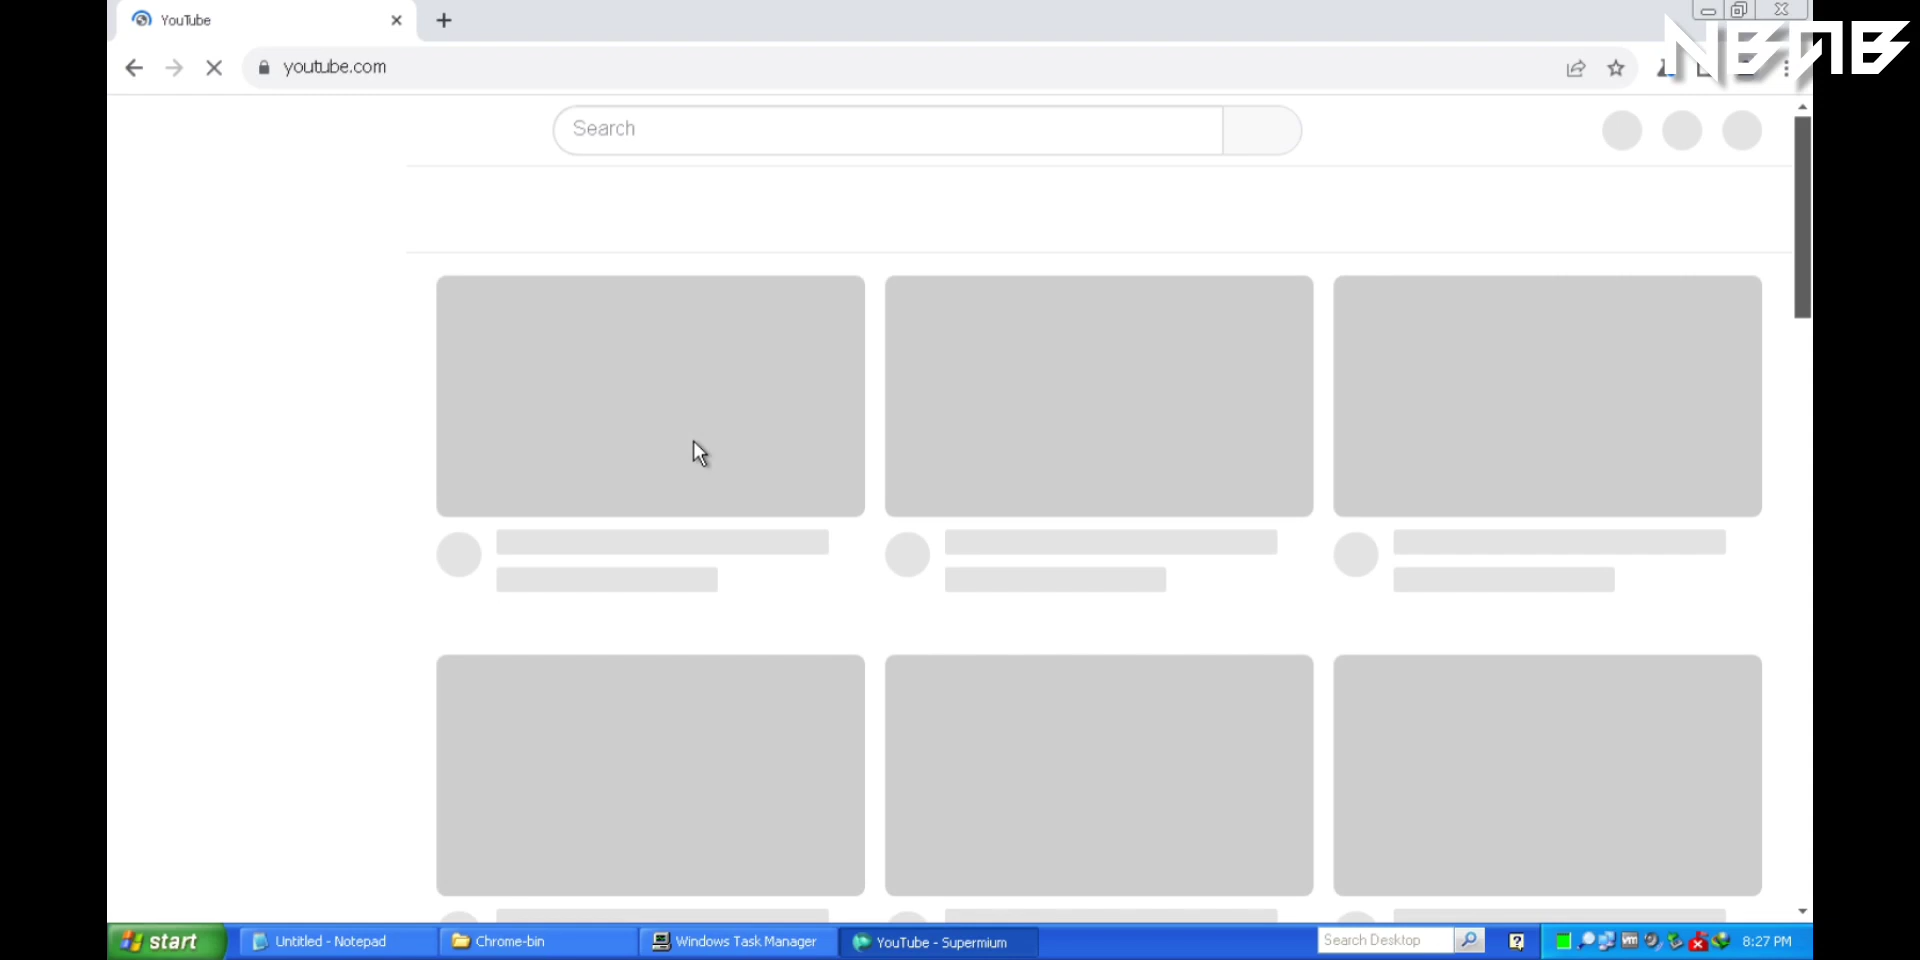 YouTube
NBAB
youtube.com
Search
start
Untitled - Notepad
Chrome-bin
Windows Task Manager
YouTube - Supermium
Search Desktop
8:27 PM